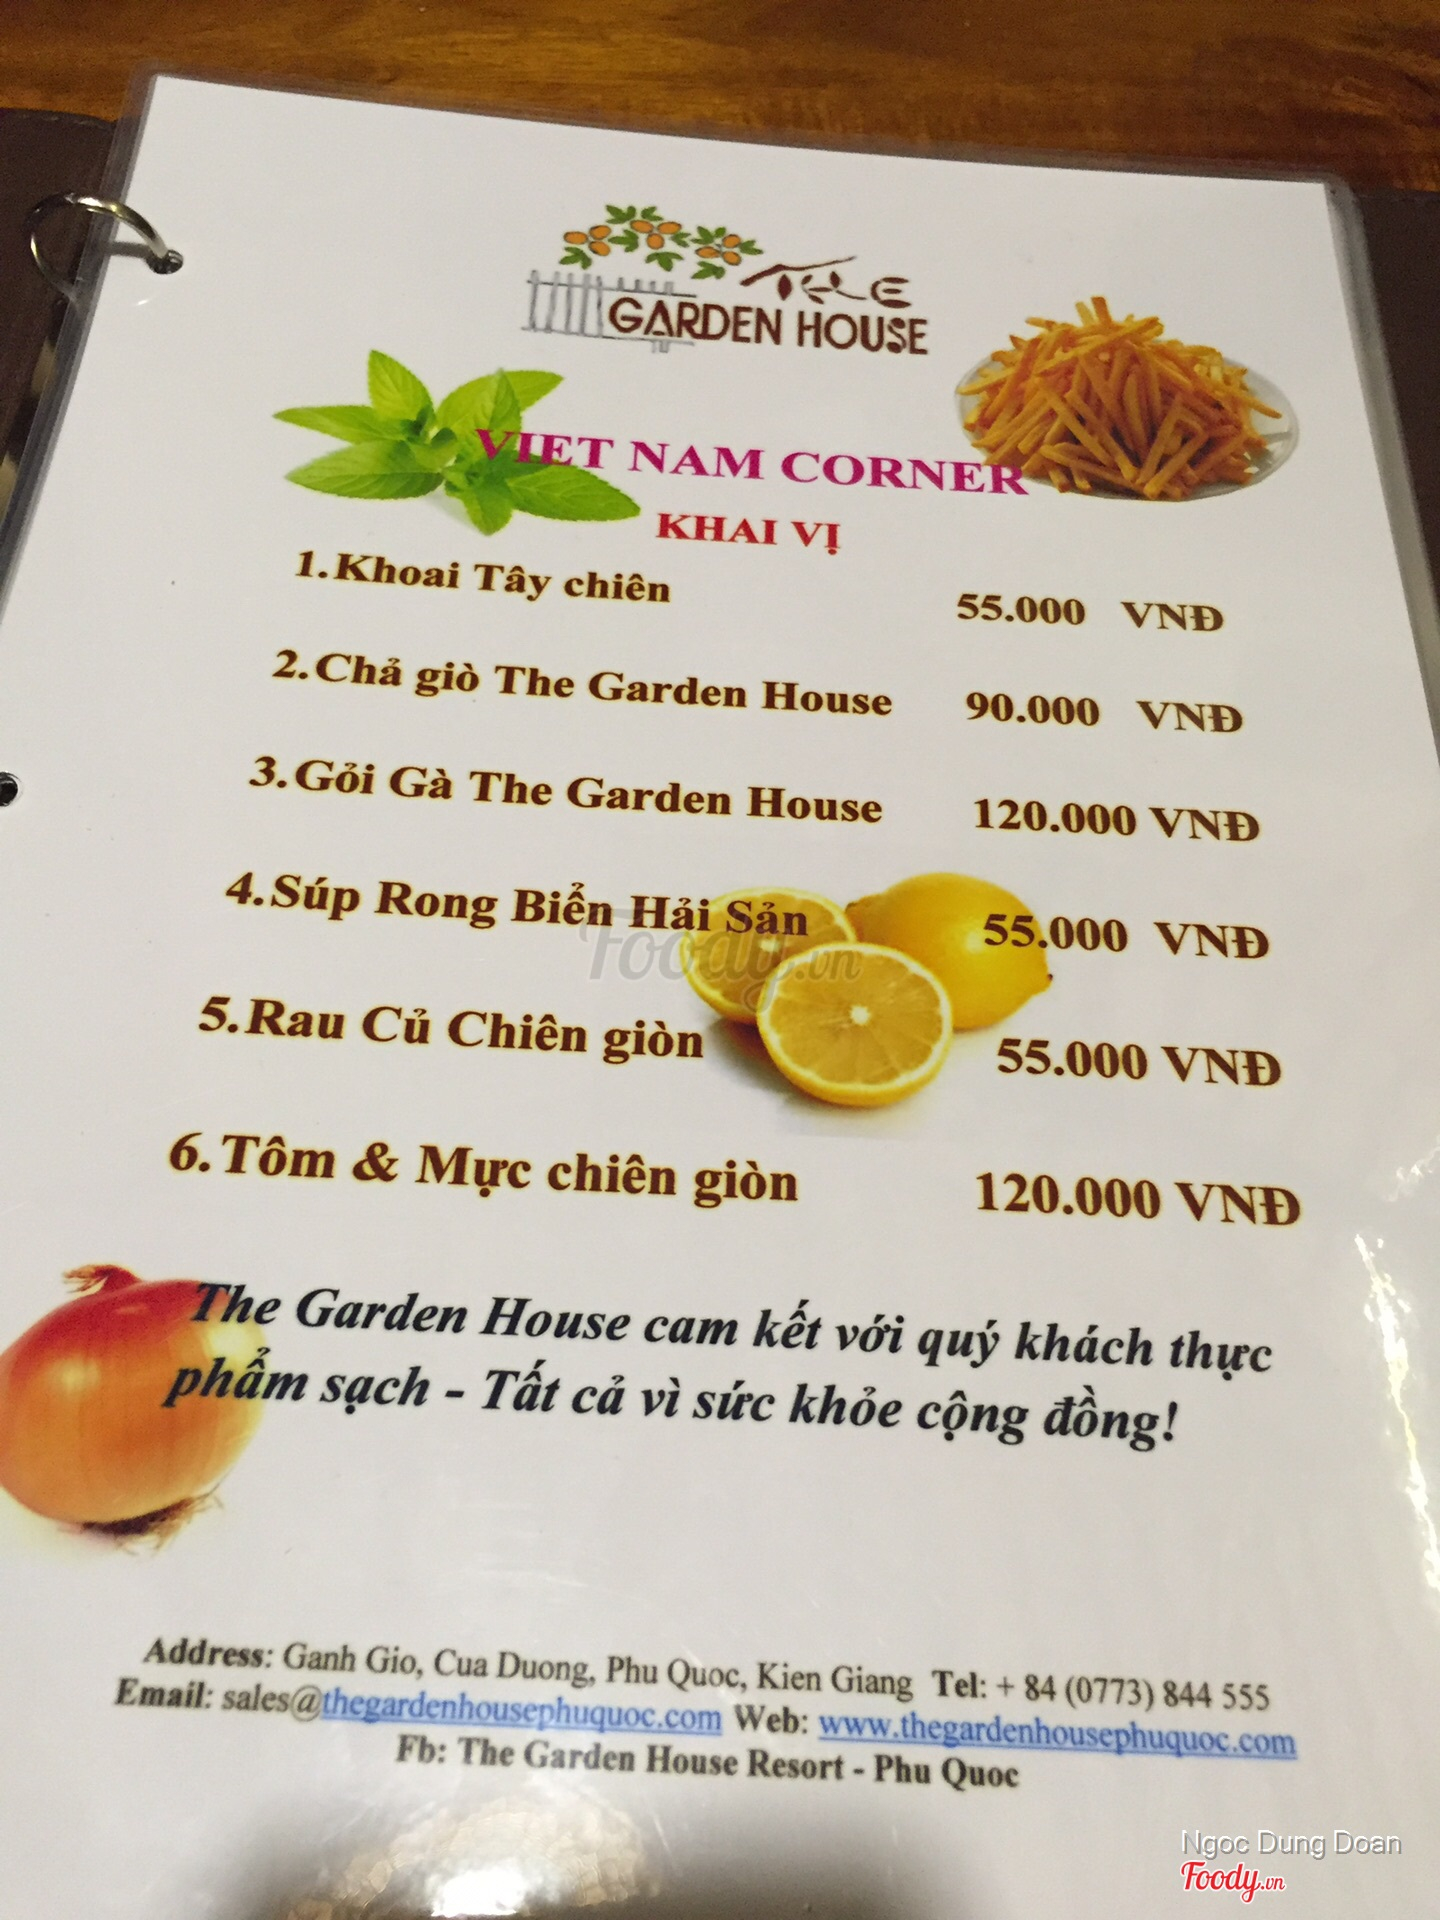 THE
GARDEN HOUSE
VIET NAM CORNER
KHAI VỊ
1.Khoai Tây chiên 55.000 VNĐ
2.Chả giò The Garden House 90.000 VNĐ
3.Gỏi Gà The Garden House 120.000 VNĐ
4.Súp Rong Biển Hải Sản 55.000 VNĐ
Foody.vn
5.Rau Củ Chiên giòn 55.000 VNĐ
6.Tôm & Mực chiên giòn 120.000 VNĐ
The Garden House cam kết với quý khách thực
phẩm sạch - Tất cả vì sức khỏe cộng đồng!
Address: Ganh Gio, Cua Duong, Phu Quoc, Kien Giang Tel: + 84 (0773) 844 555
Email: sales@thegardenhousephuquoc.com Web: www.thegardenhousephuquoc.com
Fb: The Garden House Resort - Phu Quoc
Ngoc Dung Doan
Foody.vn